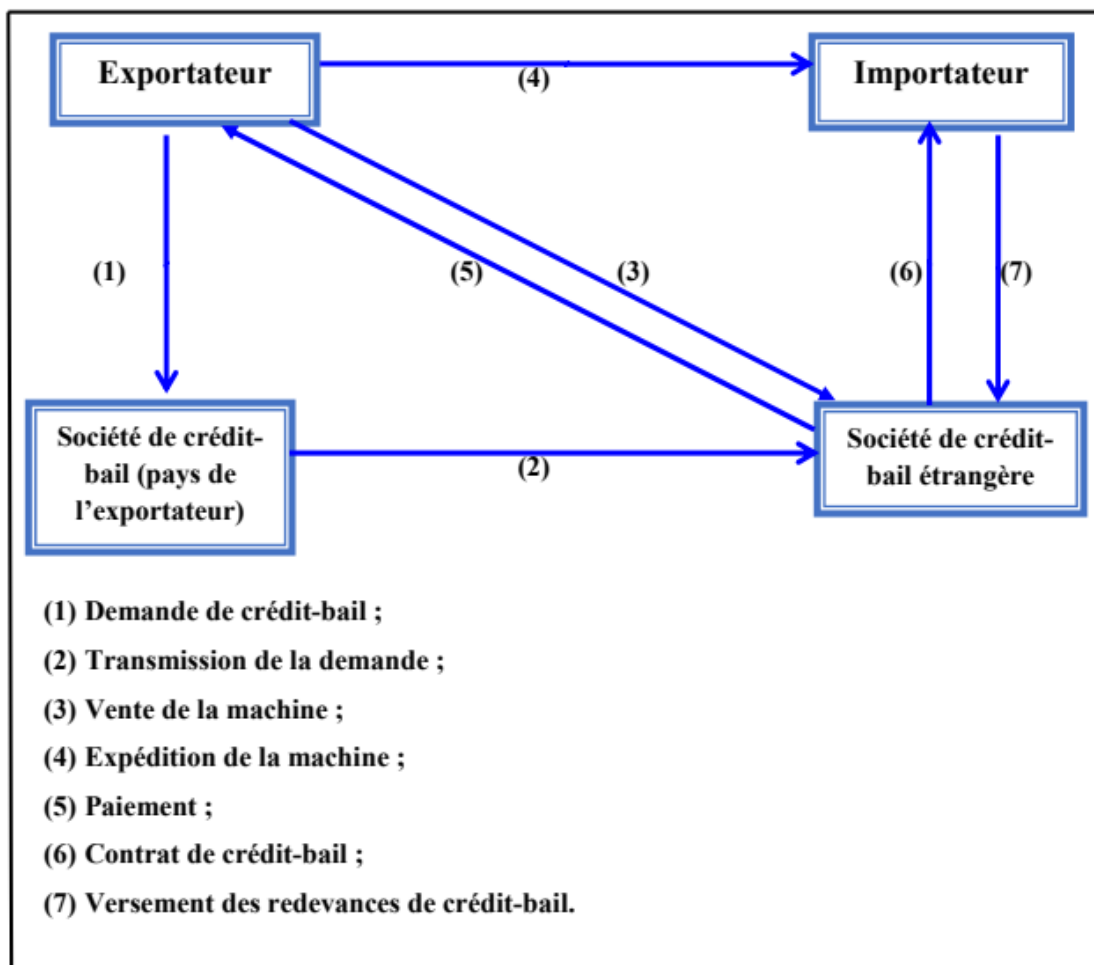 Exportateur
(4)
Importateur
(1)
(5)
(3)
(6)
(7)
Société de crédit-
bail (pays de
l’exportateur)
(2)
Société de crédit-
bail étrangère
(1) Demande de crédit-bail ;
(2) Transmission de la demande ;
(3) Vente de la machine ;
(4) Expédition de la machine ;
(5) Paiement ;
(6) Contrat de crédit-bail ;
(7) Versement des redevances de crédit-bail.